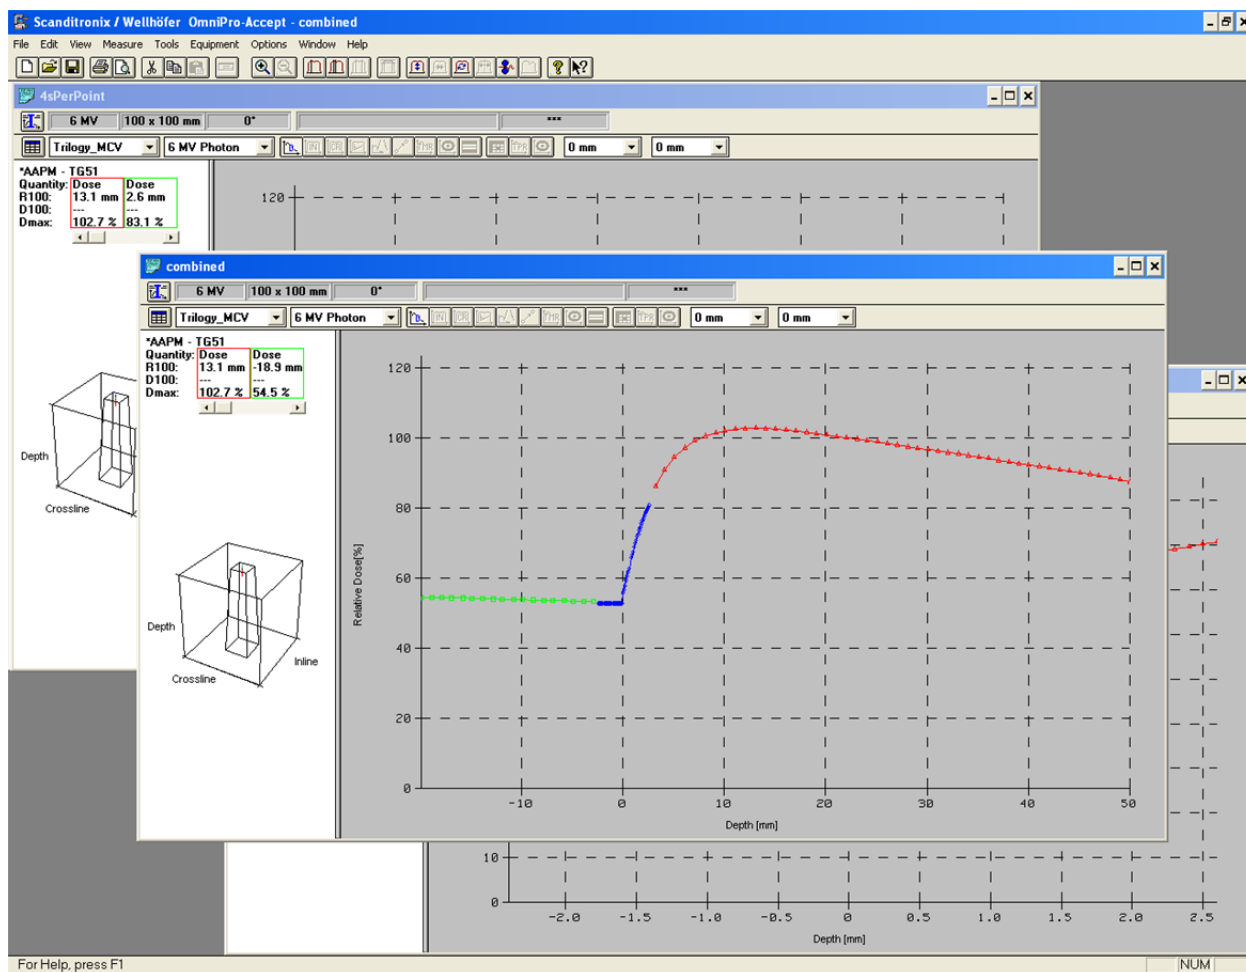 Scanditronix / Wellhöfer OmniPro-Accept - combined
File Edit View Measure Tools Equipment Options Window Help
4sPerPoint
6 MV 100 x 100 mm 0° ***
Trilogy_MCV 6 MV Photon 0 mm 0 mm
*AAPM - TG51
Quantity: Dose Dose
R100: 13.1 mm 2.6 mm
D100: --- ---
Dmax: 102.7 % 83.1 %
120
Depth
Crossline
combined
6 MV 100 x 100 mm 0° ***
Trilogy_MCV 6 MV Photon 0 mm 0 mm
*AAPM - TG51
Quantity: Dose Dose
R100: 13.1 mm -18.9 mm
D100: --- ---
Dmax: 102.7 % 54.5 %
Depth
Crossline
Inline
120
100
80
60
40
20
0
Relative Dose[%]
-10 0 10 20 30 40 50
Depth [mm]
10
0
-2.0 -1.5 -1.0 -0.5 0 0.5 1.0 1.5 2.0 2.5
Depth [mm]
For Help, press F1
NUM